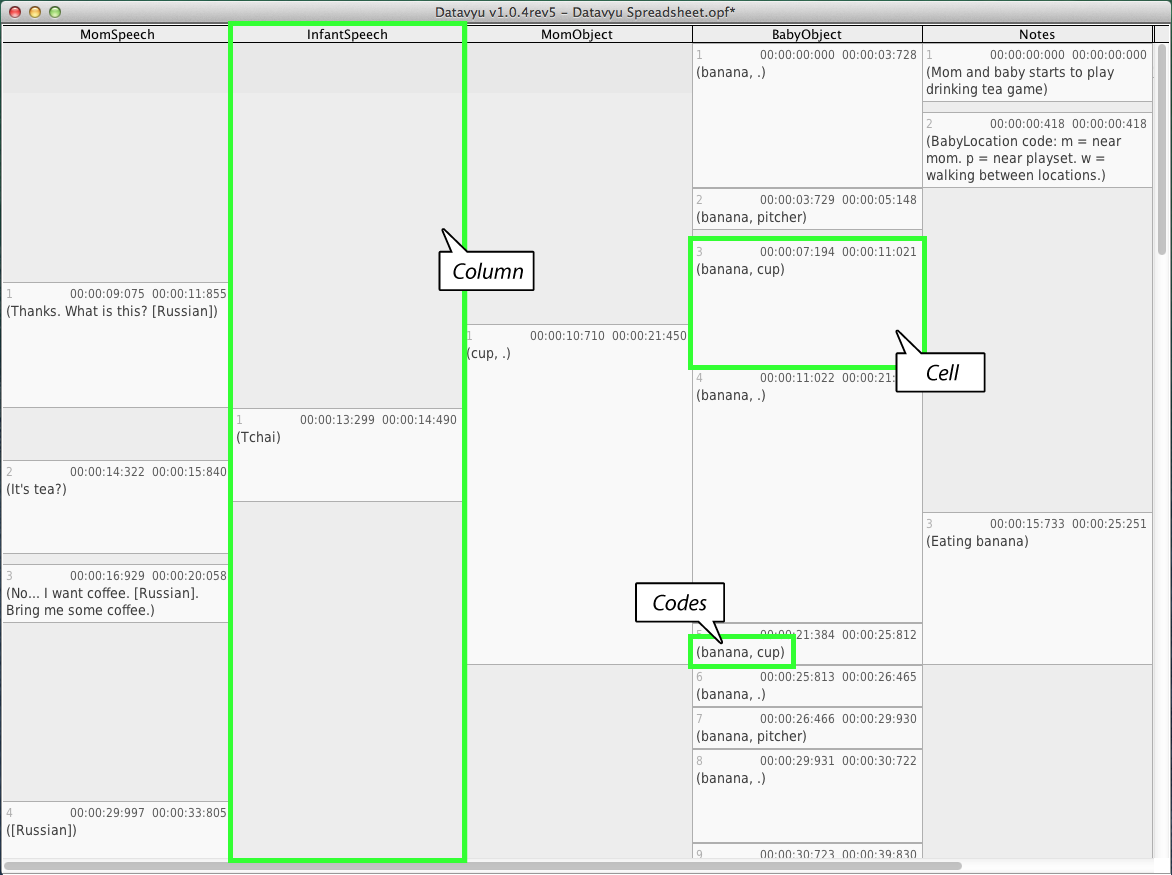 Datavyu v1.0.4rev5 – Datavyu Spreadsheet.opf*
MomSpeech
InfantSpeech
MomObject
BabyObject
Notes
1 00:00:09:075 00:00:11:855
(Thanks. What is this? [Russian])
2 00:00:14:322 00:00:15:840
(It's tea?)
3 00:00:16:929 00:00:20:058
(No... I want coffee. [Russian].
Bring me some coffee.)
4 00:00:29:997 00:00:33:805
([Russian])
1 00:00:13:299 00:00:14:490
(Tchai)
Column
1 00:00:10:710 00:00:21:450
(cup, .)
1 00:00:00:000 00:00:03:728
(banana, .)
2 00:00:03:729 00:00:05:148
(banana, pitcher)
3 00:00:07:194 00:00:11:021
(banana, cup)
Cell
4 00:00:11:022 00:00:21:
(banana, .)
Codes
00:00:21:384 00:00:25:812
(banana, cup)
6 00:00:25:813 00:00:26:465
(banana, .)
7 00:00:26:466 00:00:29:930
(banana, pitcher)
8 00:00:29:931 00:00:30:722
(banana, .)
9 00:00:30:723 00:00:39:830
1 00:00:00:000 00:00:00:000
(Mom and baby starts to play
drinking tea game)
2 00:00:00:418 00:00:00:418
(BabyLocation code: m = near
mom. p = near playset. w =
walking between locations.)
3 00:00:15:733 00:00:25:251
(Eating banana)